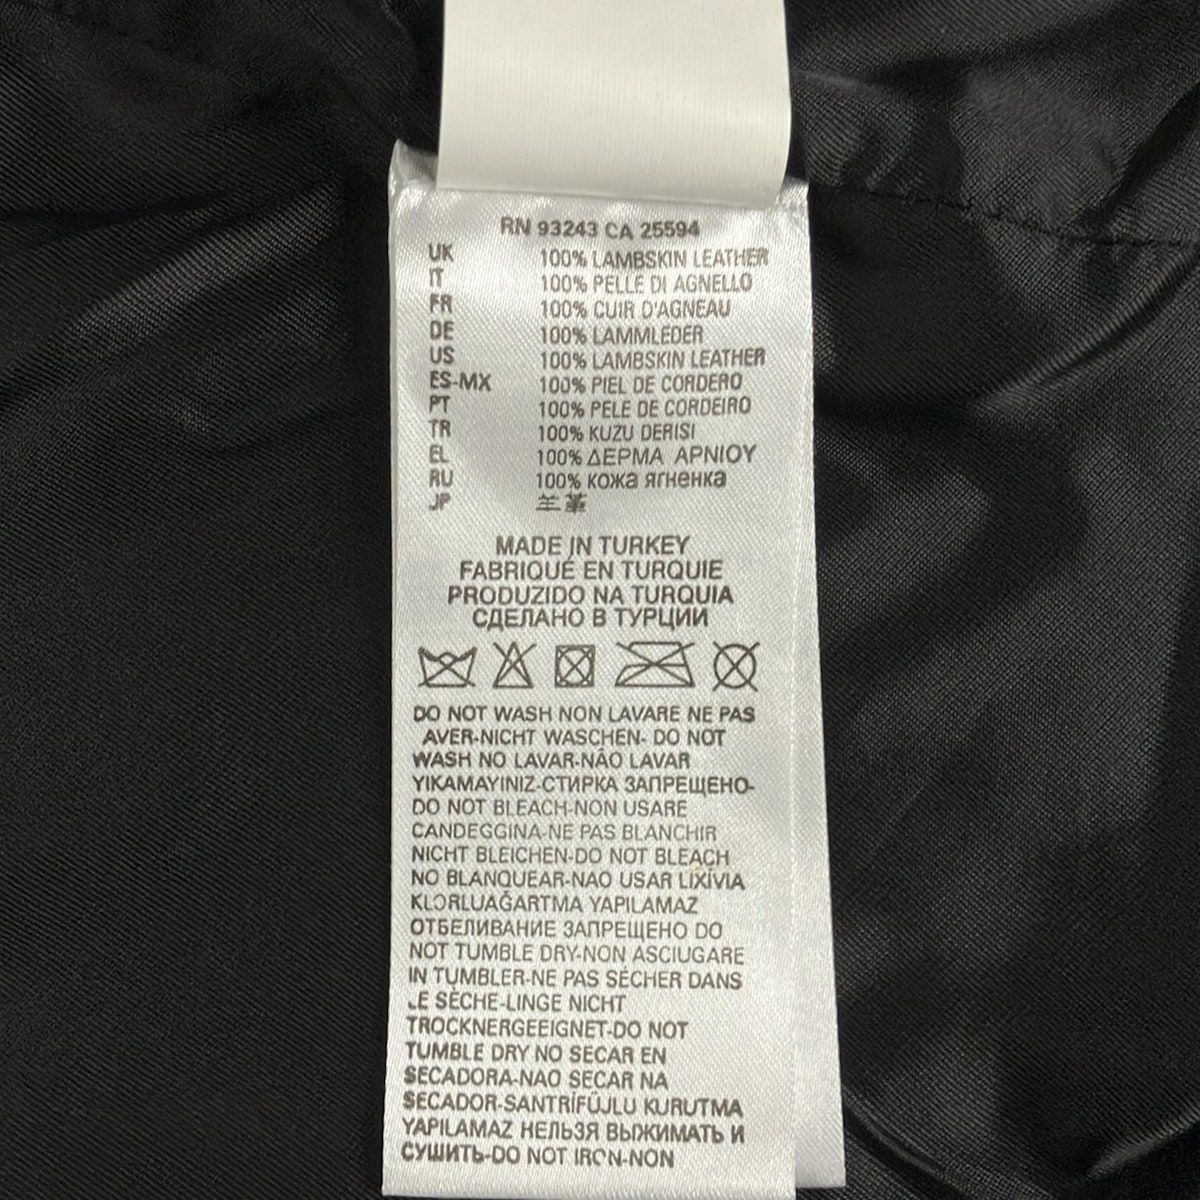 RN 93243 CA 25594
UK 100% LAMBSKIN LEATHER
IT 100% PELLE DI AGNELLO
FR 100% CUIR D'AGNEAU
DE 100% LAMMLEDER
US 100% LAMBSKIN LEATHER
ES-MX 100% PIEL DE CORDERO
PT 100% PELE DE CORDEIRO
TR 100% KUZU DERISI
EL 100% ΔΕΡΜΑ ΑΡΝΙΟΥ
RU 100% кожа ягненка
JP 羊革
MADE IN TURKEY
FABRIQUÉ EN TURQUIE
PRODUZIDO NA TURQUIA
СДЕЛАНО В ТУРЦИИ
DO NOT WASH NON LAVARE NE PAS
AVER-NICHT WASCHEN- DO NOT
WASH NO LAVAR-NÃO LAVAR
YIKAMAYINIZ-СТИРКА ЗАПРЕЩЕНО-
DO NOT BLEACH-NON USARE
CANDEGGINA-NE PAS BLANCHIR
NICHT BLEICHEN-DO NOT BLEACH
NO BLANQUEAR-NAO USAR LIXÍVIA
KLORLUAĞARTMA YAPILAMAZ
ОТБЕЛИВАНИЕ ЗАПРЕЩЕНО DO
NOT TUMBLE DRY-NON ASCIUGARE
IN TUMBLER-NE PAS SÉCHER DANS
LE SÈCHE-LINGE NICHT
TROCKNERGEEIGNET-DO NOT
TUMBLE DRY NO SECAR EN
SECADORA-NAO SECAR NA
SECADOR-SANTRİFÜJLU KURUTMA
YAPILAMAZ НЕЛЬЗЯ ВЫЖИМАТЬ И
СУШИТЬ-DO NOT IRON-NON